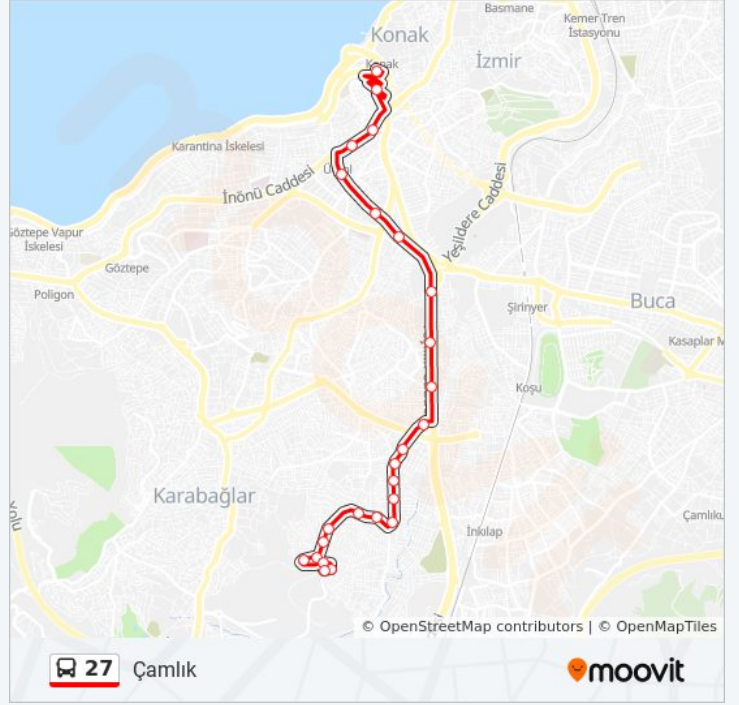 Basmane
Kemer Tren
İstasyonu
Konak
Konak
İzmir
Karantina İskelesi
İnönü Caddesi
Yeşildere Caddesi
Göztepe Vapur
İskelesi
Göztepe
Poligon
Şirinyer
Buca
Kasaplar M
Koşu
Karabağlar
İnkılap
Çamlıku
© OpenStreetMap contributors | © OpenMapTiles
27 Çamlık
moovit